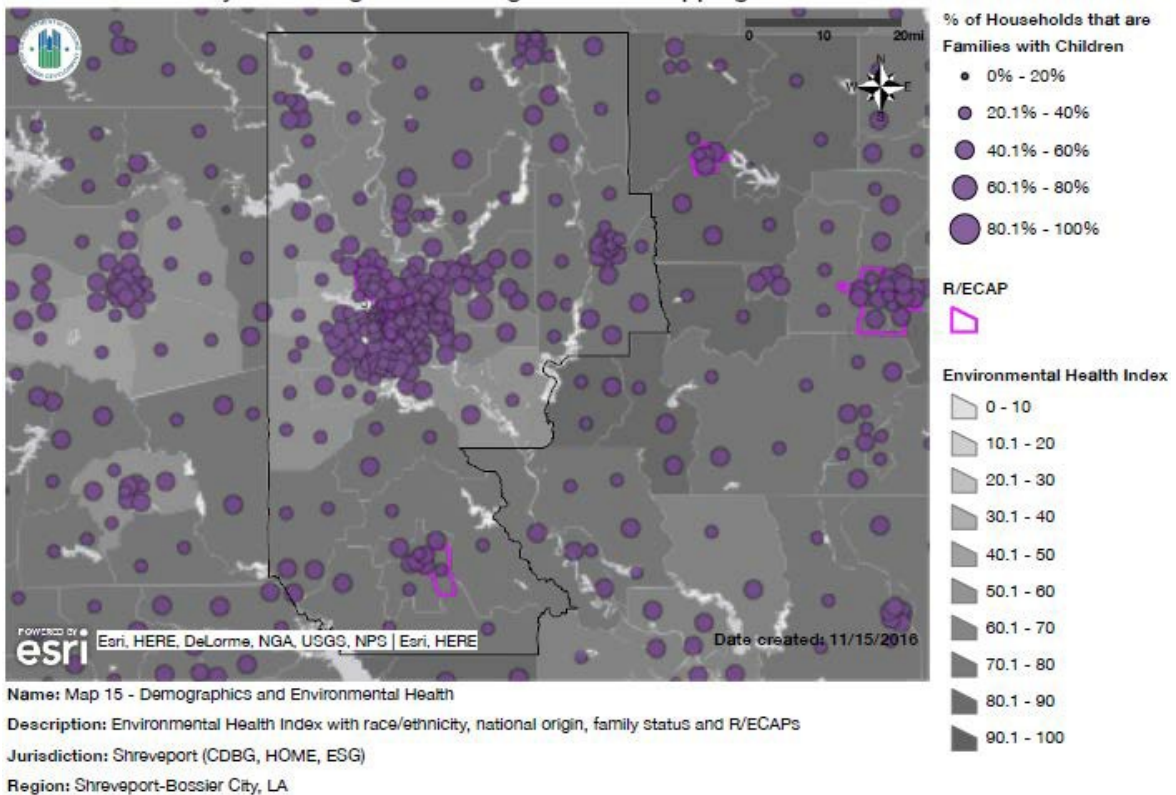 0 10 20mi
N
W E
S
% of Households that are
Families with Children
0% - 20%
20.1% - 40%
40.1% - 60%
60.1% - 80%
80.1% - 100%
R/ECAP
Environmental Health Index
0 - 10
10.1 - 20
20.1 - 30
30.1 - 40
40.1 - 50
50.1 - 60
60.1 - 70
70.1 - 80
80.1 - 90
90.1 - 100
POWERED BY
esri
Esri, HERE, DeLorme, NGA, USGS, NPS | Esri, HERE
Date created: 11/15/2016
Name: Map 15 - Demographics and Environmental Health
Description: Environmental Health Index with race/ethnicity, national origin, family status and R/ECAPs
Jurisdiction: Shreveport (CDBG, HOME, ESG)
Region: Shreveport-Bossier City, LA